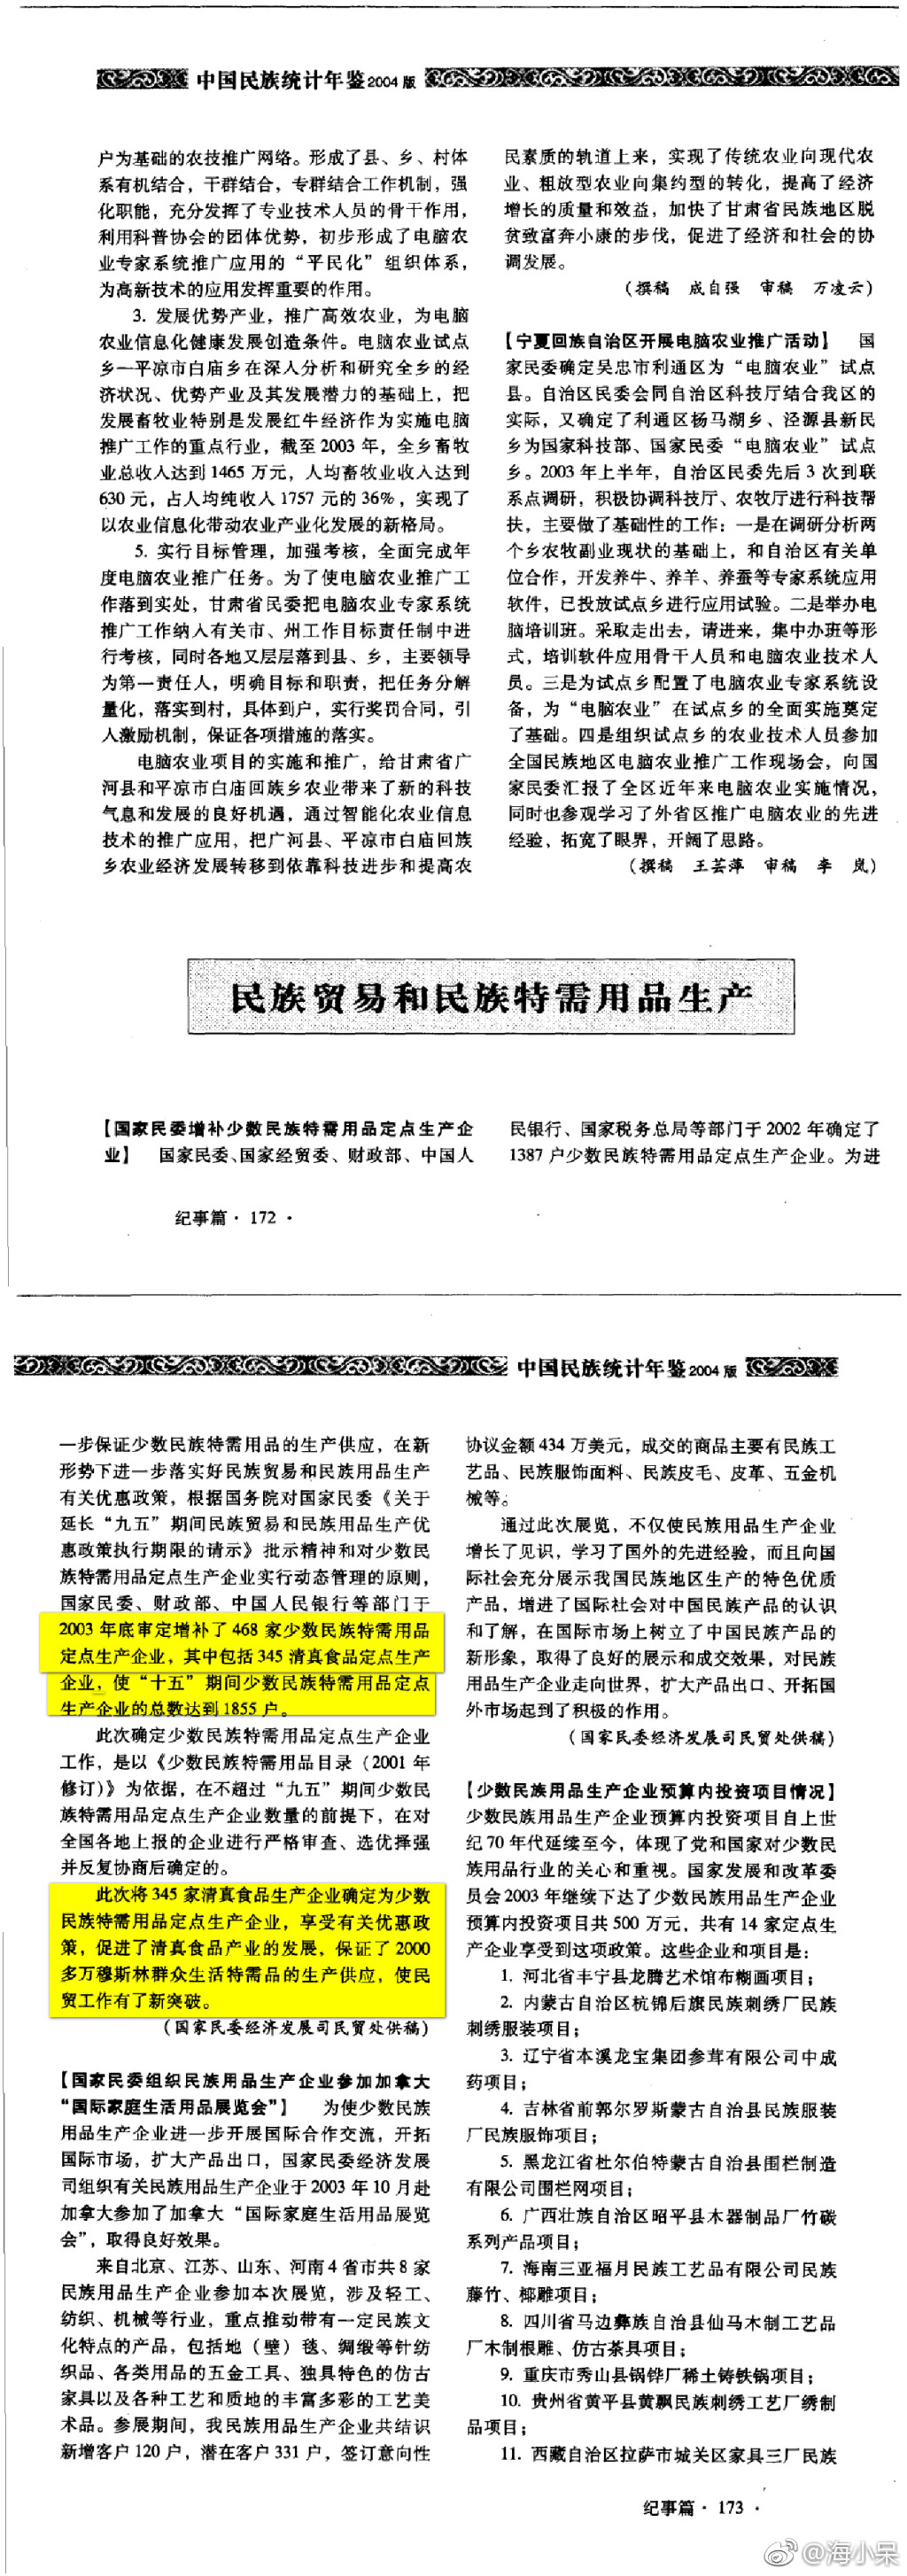 中国民族统计年鉴2004版
户为基础的农技推广网络。形成了县、乡、村体
系有机结合，干群结合，专群结合工作机制，强
化职能，充分发挥了专业技术人员的骨干作用，
利用科普协会的团体优势，初步形成了电脑农
业专家系统推广应用的“平民化”组织体系，
为高新技术的应用发挥重要的作用。
3. 发展优势产业，推广高效农业，为电脑
农业信息化健康发展创造条件。电脑农业试点
乡—平凉市白庙乡在深入分析和研究全乡的经
济状况、优势产业及其发展潜力的基础上，把
发展畜牧业特别是发展红牛经济作为实施电脑
推广工作的重点行业，截至2003年，全乡畜牧
业总收入达到1465万元，人均畜牧业收入达到
630元，占人均纯收入1757元的36%，实现了
以农业信息化带动农业产业化发展的新格局。
5. 实行目标管理，加强考核，全面完成年
度电脑农业推广任务。为了使电脑农业推广工
作落到实处，甘肃省民委把电脑农业专家系统
推广工作纳入有关市、州工作目标责任制中进
行考核，同时各地又层层落到县、乡，主要领导
为第一责任人，明确目标和职责，把任务分解
量化，落实到村，具体到户，实行奖罚合同，引
入激励机制，保证各项措施的落实。
电脑农业项目的实施和推广，给甘肃省广
河县和平凉市白庙回族乡农业带来了新的科技
气息和发展的良好机遇，通过智能化农业信息
技术的推广应用，把广河县、平凉市白庙回族
乡农业经济发展转移到依靠科技进步和提高农
民素质的轨道上来，实现了传统农业向现代农
业、粗放型农业向集约型的转化，提高了经济
增长的质量和效益，加快了甘肃省民族地区脱
贫致富奔小康的步伐，促进了经济和社会的协
调发展。
（撰稿 成自强 审稿 万凌云）
【宁夏回族自治区开展电脑农业推广活动】 国
家民委确定吴忠市利通区为“电脑农业”试点
县。自治区民委会同自治区科技厅结合我区的
实际，又确定了利通区杨马湖乡、泾源县新民
乡为国家科技部、国家民委“电脑农业”试点
乡。2003年上半年，自治区民委先后3次到联
系点调研，积极协调科技厅、农牧厅进行科技帮
扶，主要做了基础性的工作：一是在调研分析两
个乡农牧副业现状的基础上，和自治区有关单
位合作，开发养牛、养羊、养蚕等专家系统应用
软件，已投放试点乡进行应用试验。二是举办电
脑培训班。采取走出去，请进来，集中办班等形
式，培训软件应用骨干人员和电脑农业技术人
员。三是为试点乡配置了电脑农业专家系统设
备，为“电脑农业”在试点乡的全面实施奠定
了基础。四是组织试点乡的农业技术人员参加
全国民族地区电脑农业推广工作现场会，向国
家民委汇报了全区近年来电脑农业实施情况，
同时也参观学习了外省区推广电脑农业的先进
经验，拓宽了眼界，开阔了思路。
（撰稿 王芸萍 审稿 李 岚）
民族贸易和民族特需用品生产
【国家民委增补少数民族特需用品定点生产企
业】 国家民委、国家经贸委、财政部、中国人
民银行、国家税务总局等部门于2002年确定了
1387户少数民族特需用品定点生产企业。为进
纪事篇·172·
中国民族统计年鉴2004版
一步保证少数民族特需用品的生产供应，在新
形势下进一步落实好民族贸易和民族用品生产
有关优惠政策，根据国务院对国家民委《关于
延长“九五”期间民族贸易和民族用品生产优
惠政策执行期限的请示》批示精神和对少数民
族特需用品定点生产企业实行动态管理的原则，
国家民委、财政部、中国人民银行等部门于
2003年底审定增补了468家少数民族特需用品
定点生产企业，其中包括345清真食品定点生产
企业，使“十五”期间少数民族特需用品定点
生产企业的总数达到1855户。
此次确定少数民族特需用品定点生产企业
工作，是以《少数民族特需用品目录（2001年
修订)》为依据，在不超过“九五”期间少数民
族特需用品定点生产企业数量的前提下，在对
全国各地上报的企业进行严格审查、选优择强
并反复协商后确定的。
此次将345家清真食品生产企业确定为少数
民族特需用品定点生产企业，享受有关优惠政
策，促进了清真食品产业的发展，保证了2000
多万穆斯林群众生活特需品的生产供应，使民
贸工作有了新突破。
（国家民委经济发展司民贸处供稿）
【国家民委组织民族用品生产企业参加加拿大
“国际家庭生活用品展览会”】 为使少数民族
用品生产企业进一步开展国际合作交流，开拓
国际市场，扩大产品出口，国家民委经济发展
司组织有关民族用品生产企业于2003年10月赴
加拿大参加了加拿大“国际家庭生活用品展览
会”，取得良好效果。
来自北京、江苏、山东、河南4省市共8家
民族用品生产企业参加本次展览，涉及轻工、
纺织、机械等行业，重点推动带有一定民族文
化特点的产品，包括地（壁）毯、绸缎等针纺
织品、各类用品的五金工具、独具特色的仿古
家具以及各种工艺和质地的丰富多彩的工艺美
术品。参展期间，我民族用品生产企业共结识
新增客户120户，潜在客户331户，签订意向性
协议金额434万美元，成交的商品主要有民族工
艺品、民族服饰面料、民族皮毛、皮革、五金机
械等。
通过此次展览，不仅使民族用品生产企业
增长了见识，学习了国外的先进经验，而且向国
际社会充分展示我国民族地区生产的特色优质
产品，增进了国际社会对中国民族产品的认识
和了解，在国际市场上树立了中国民族产品的
新形象，取得了良好的展示和成交效果，对民族
用品生产企业走向世界，扩大产品出口、开拓国
外市场起到了积极的作用。
（国家民委经济发展司民贸处供稿）
【少数民族用品生产企业预算内投资项目情况】
少数民族用品生产企业预算内投资项目自上世
纪70年代延续至今，体现了党和国家对少数民
族用品行业的关心和重视。国家发展和改革委
员会2003年继续下达了少数民族用品生产企业
预算内投资项目共500万元，共有14家定点生
产企业享受到这项政策。这些企业和项目是：
1. 河北省丰宁县龙腾艺术馆布糊画项目；
2. 内蒙古自治区杭锦后旗民族刺绣厂民族
刺绣服装项目；
3. 辽宁省本溪龙宝集团参茸有限公司中成
药项目；
4. 吉林省前郭尔罗斯蒙古自治县民族服装
厂民族服饰项目；
5. 黑龙江省杜尔伯特蒙古自治县围栏制造
有限公司围栏网项目；
6. 广西壮族自治区昭平县木器制品厂竹碳
系列产品项目；
7. 海南三亚福月民族工艺品有限公司民族
藤竹、椰雕项目；
8. 四川省马边彝族自治县仙马木制工艺品
厂木制根雕、仿古茶具项目；
9. 重庆市秀山县锅铧厂稀土铸铁锅项目；
10. 贵州省黄平县黄飘民族刺绣工艺厂绣制
品项目；
11. 西藏自治区拉萨市城关区家具三厂民族
纪事篇·173·
@海小呆